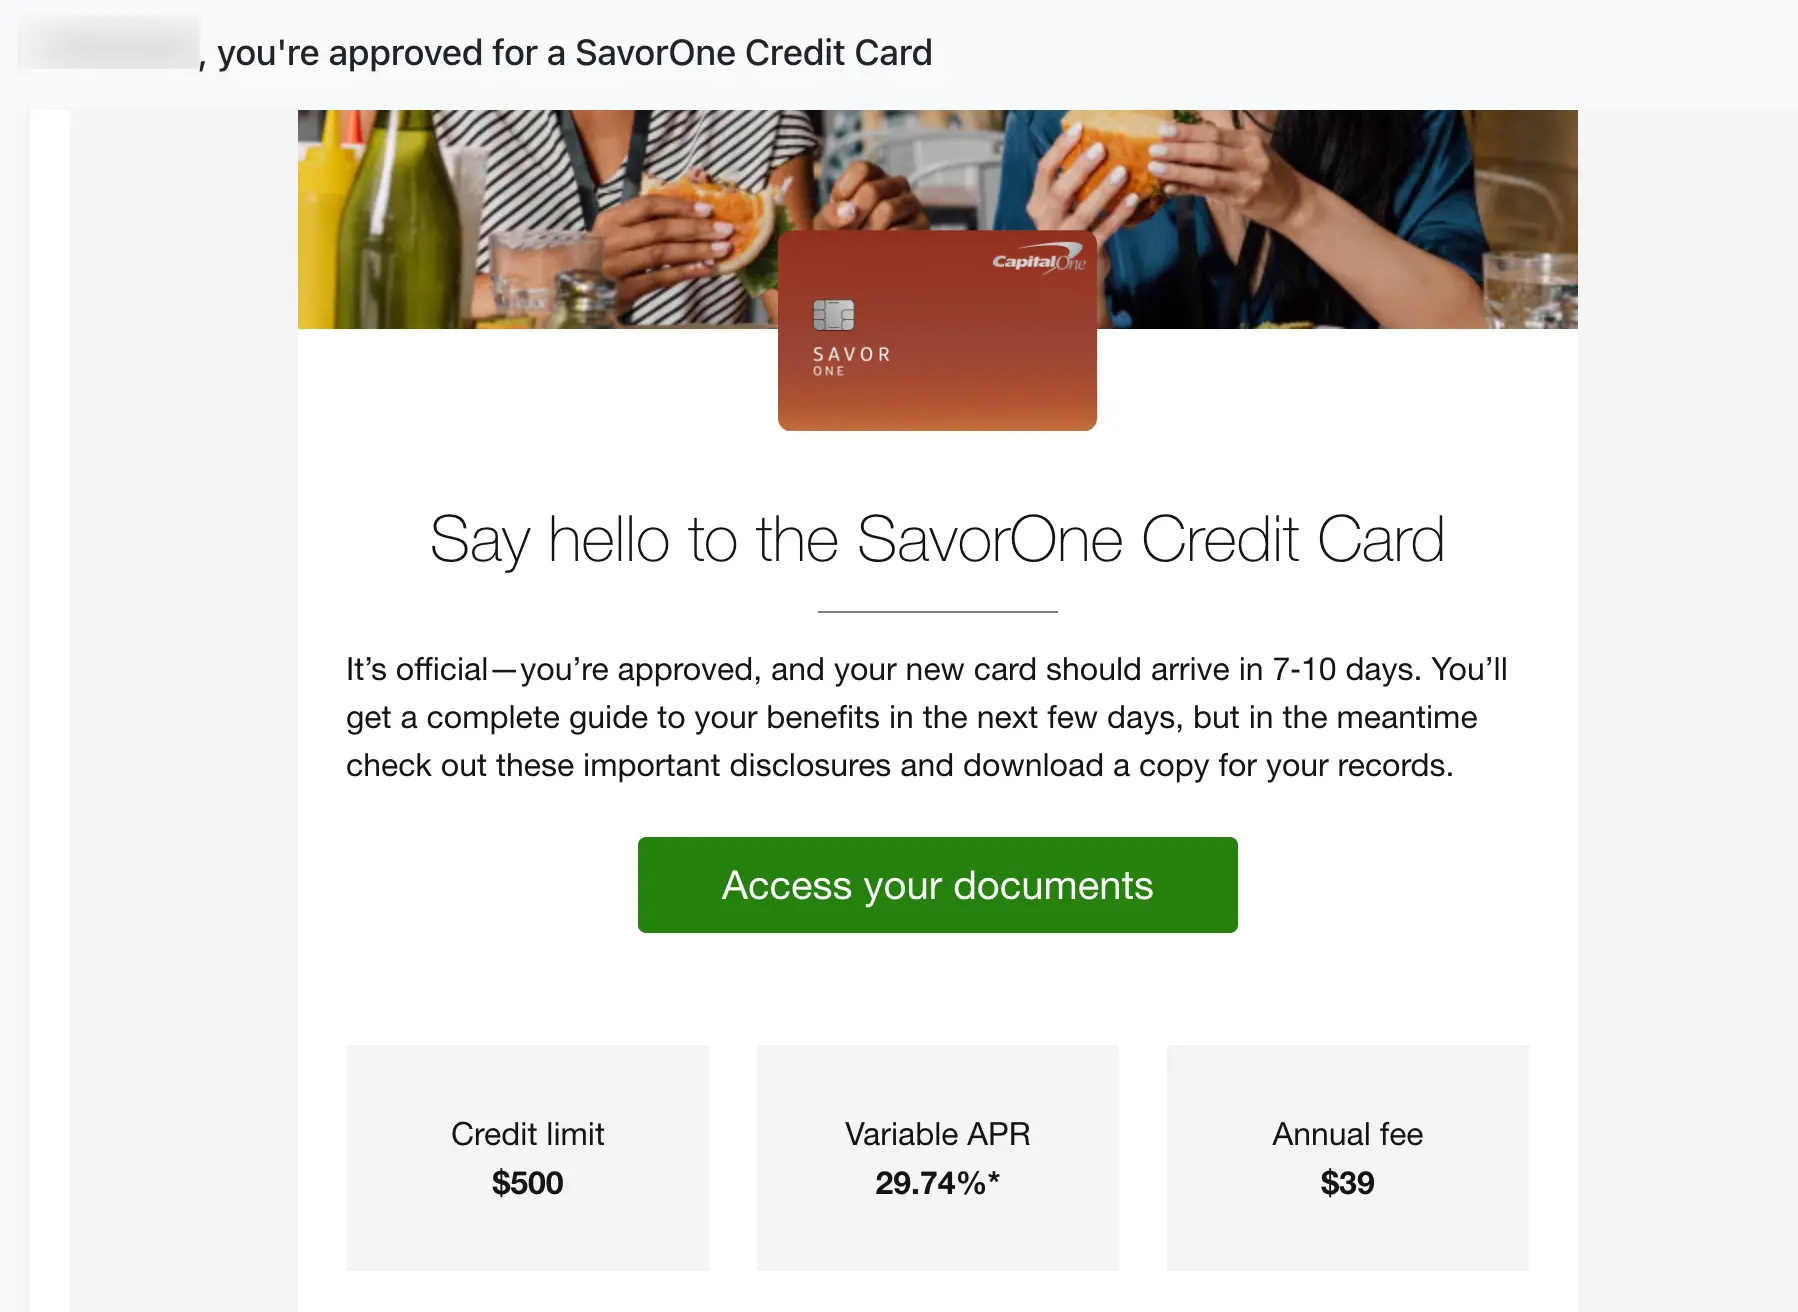 , you're approved for a SavorOne Credit Card
CapitalOne
SAVOR
ONE
Say hello to the SavorOne Credit Card
It’s official—you’re approved, and your new card should arrive in 7-10 days. You’ll
get a complete guide to your benefits in the next few days, but in the meantime
check out these important disclosures and download a copy for your records.
Access your documents
Credit limit
$500
Variable APR
29.74%*
Annual fee
$39